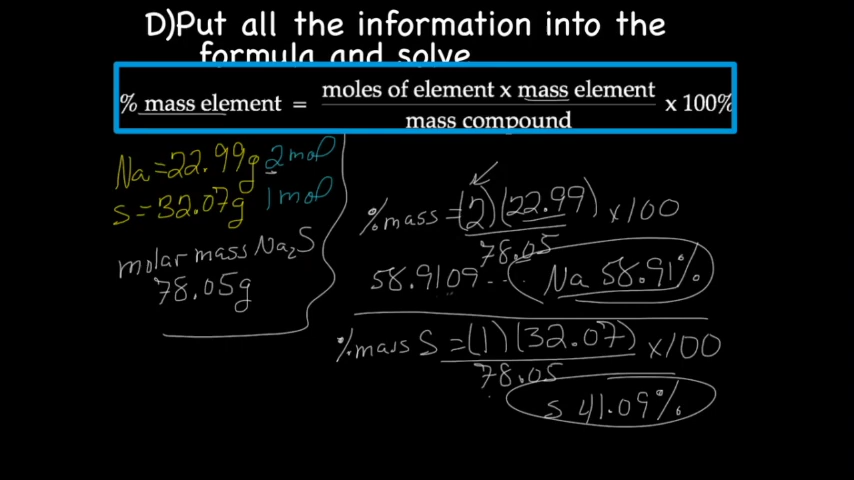 D)Put all the information into the
formula and solve
% mass element = moles of element x mass element / mass compound x 100%
Na=22.99g 2mol
S=32.07g 1mol
molar mass Na₂S
78.05g
%mass=(2)(22.99) x100
78.05
58.9109... Na 58.91%
%mass S=(1)(32.07) x100
78.05
S 41.09%